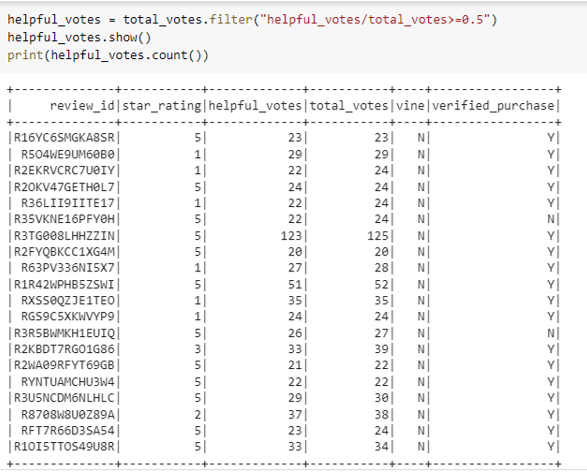 helpful_votes = total_votes.filter("helpful_votes/total_votes>=0.5")
helpful_votes.show()
print(helpful_votes.count())
+--------------+-----------+-------------+-----------+----+-----------------+
|     review_id|star_rating|helpful_votes|total_votes|vine|verified_purchase|
+--------------+-----------+-------------+-----------+----+-----------------+
|R16YC6SMGKA8SR|          5|           23|         23|   N|                Y|
| R5O4WE9UM60B0|          1|           29|         29|   N|                Y|
|R2EKRVCRC7U0IY|          1|           22|         24|   N|                Y|
|R2OKV47GETH0L7|          5|           24|         24|   N|                Y|
| R36LII9IITE17|          1|           22|         24|   N|                Y|
|R35VKNE16PFY0H|          5|           22|         24|   N|                N|
|R3TG008LHHZZIN|          5|          123|        125|   N|                Y|
|R2FYQBKCC1XG4M|          5|           20|         20|   N|                Y|
| R63PV336NI5X7|          1|           27|         28|   N|                Y|
|R1R42WPHB5ZSWI|          5|           51|         52|   N|                Y|
| RXSS0QZJE1TEO|          1|           35|         35|   N|                Y|
| RGS9C5XKWVYP9|          1|           24|         24|   N|                N|
|R3R5BWMKH1EUIQ|          5|           26|         27|   N|                N|
|R2KBDT7RGO1G86|          3|           33|         39|   N|                Y|
|R2WA09RFYT69GB|          5|           21|         22|   N|                Y|
| RYNTUAMCHU3W4|          5|           22|         22|   N|                Y|
|R3U5NCDM6NLHLC|          5|           29|         30|   N|                Y|
| R8708W8U0Z89A|          2|           37|         38|   N|                Y|
| RFT7R66D3SA54|          5|           23|         24|   N|                Y|
|R1OI5TTOS49U8R|          5|           33|         34|   N|                Y|
+--------------+-----------+-------------+-----------+----+-----------------+